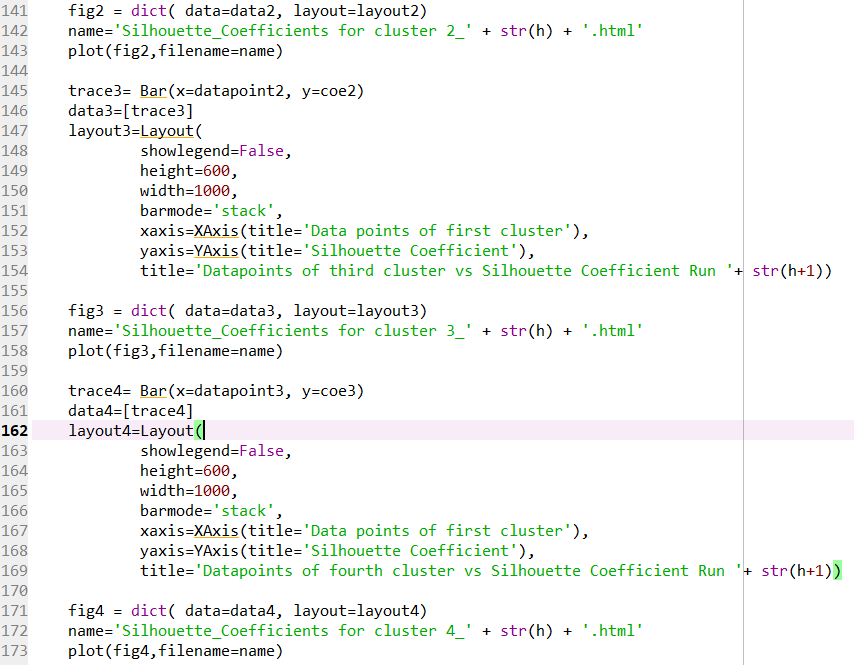 141 fig2 = dict( data=data2, layout=layout2)
142 name='Silhouette_Coefficients for cluster 2_' + str(h) + '.html'
143 plot(fig2,filename=name)
144
145 trace3= Bar(x=datapoint2, y=coe2)
146 data3=[trace3]
147 layout3=Layout(
148 showlegend=False,
149 height=600,
150 width=1000,
151 barmode='stack',
152 xaxis=XAxis(title='Data points of first cluster'),
153 yaxis=YAxis(title='Silhouette Coefficient'),
154 title='Datapoints of third cluster vs Silhouette Coefficient Run '+ str(h+1))
155
156 fig3 = dict( data=data3, layout=layout3)
157 name='Silhouette_Coefficients for cluster 3_' + str(h) + '.html'
158 plot(fig3,filename=name)
159
160 trace4= Bar(x=datapoint3, y=coe3)
161 data4=[trace4]
162 layout4=Layout(
163 showlegend=False,
164 height=600,
165 width=1000,
166 barmode='stack',
167 xaxis=XAxis(title='Data points of first cluster'),
168 yaxis=YAxis(title='Silhouette Coefficient'),
169 title='Datapoints of fourth cluster vs Silhouette Coefficient Run '+ str(h+1))
170
171 fig4 = dict( data=data4, layout=layout4)
172 name='Silhouette_Coefficients for cluster 4_' + str(h) + '.html'
173 plot(fig4,filename=name)